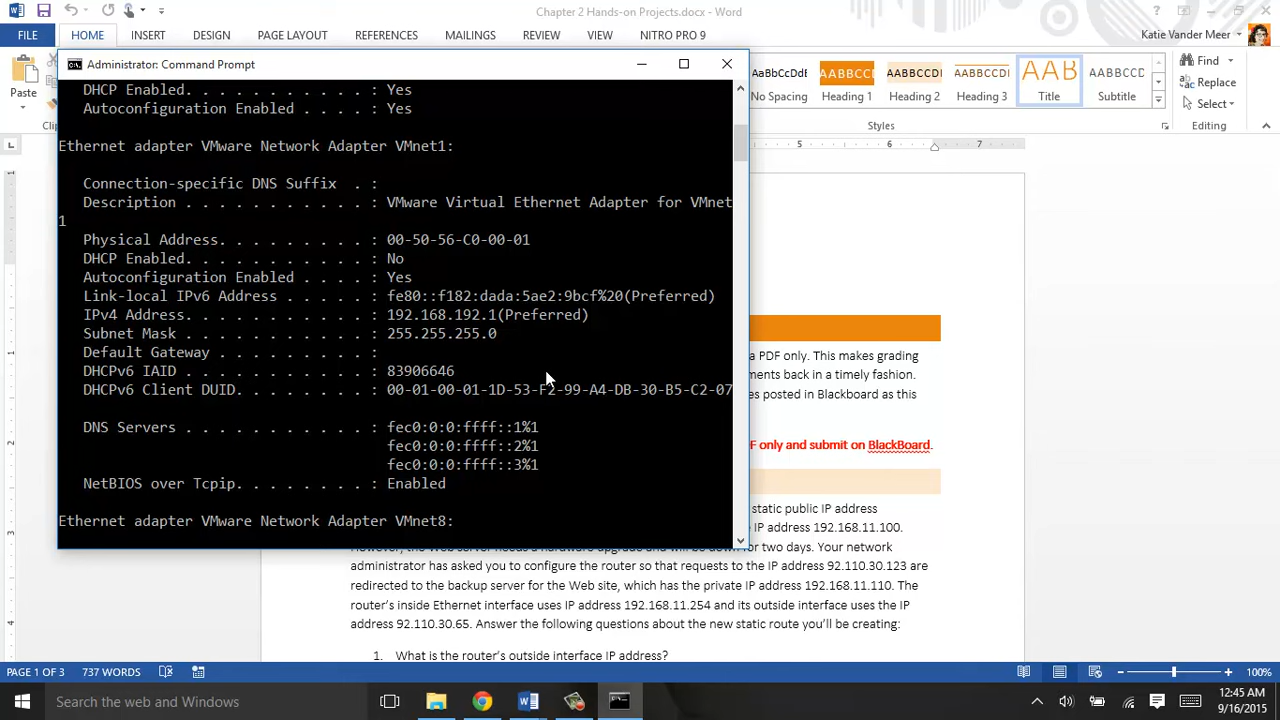 Chapter 2 Hands-on Projects.docx - Word
FILE HOME INSERT DESIGN PAGE LAYOUT REFERENCES MAILINGS REVIEW VIEW NITRO PRO 9 Katie Vander Meer
Administrator: Command Prompt
Paste
AaBbCcDdE AABBCCI AABBCCD AABBCCD AAB AABBCCD
No Spacing Heading 1 Heading 2 Heading 3 Title Subtitle
Find
Replace
Select
Styles Editing
DHCP Enabled. . . . . . . . . . . : Yes
Autoconfiguration Enabled . . . . : Yes
Ethernet adapter VMware Network Adapter VMnet1:
Connection-specific DNS Suffix . :
Description . . . . . . . . . . . : VMware Virtual Ethernet Adapter for VMnet
1
Physical Address. . . . . . . . . : 00-50-56-C0-00-01
DHCP Enabled. . . . . . . . . . . : No
Autoconfiguration Enabled . . . . : Yes
Link-local IPv6 Address . . . . . : fe80::f182:dada:5ae2:9bcf%20(Preferred)
IPv4 Address. . . . . . . . . . . : 192.168.192.1(Preferred)
Subnet Mask . . . . . . . . . . . : 255.255.255.0
Default Gateway . . . . . . . . . :
DHCPv6 IAID . . . . . . . . . . . : 83906646
DHCPv6 Client DUID. . . . . . . . : 00-01-00-01-1D-53-F2-99-A4-DB-30-B5-C2-07
DNS Servers . . . . . . . . . . . : fec0:0:0:ffff::1%1
fec0:0:0:ffff::2%1
fec0:0:0:ffff::3%1
NetBIOS over Tcpip. . . . . . . . : Enabled
Ethernet adapter VMware Network Adapter VMnet8:
5 6 7
a PDF only. This makes grading
ments back in a timely fashion.
es posted in Blackboard as this
F only and submit on BlackBoard.
static public IP address
IP address 192.168.11.100.
However, the Web server needs a hardware upgrade and will be down for two days. Your network
administrator has asked you to configure the router so that requests to the IP address 92.110.30.123 are
redirected to the backup server for the Web site, which has the private IP address 192.168.11.110. The
router's inside Ethernet interface uses IP address 192.168.11.254 and its outside interface uses the IP
address 92.110.30.65. Answer the following questions about the new static route you'll be creating:
1. What is the router's outside interface IP address?
PAGE 1 OF 3 737 WORDS 100%
Search the web and Windows
12:45 AM
9/16/2015